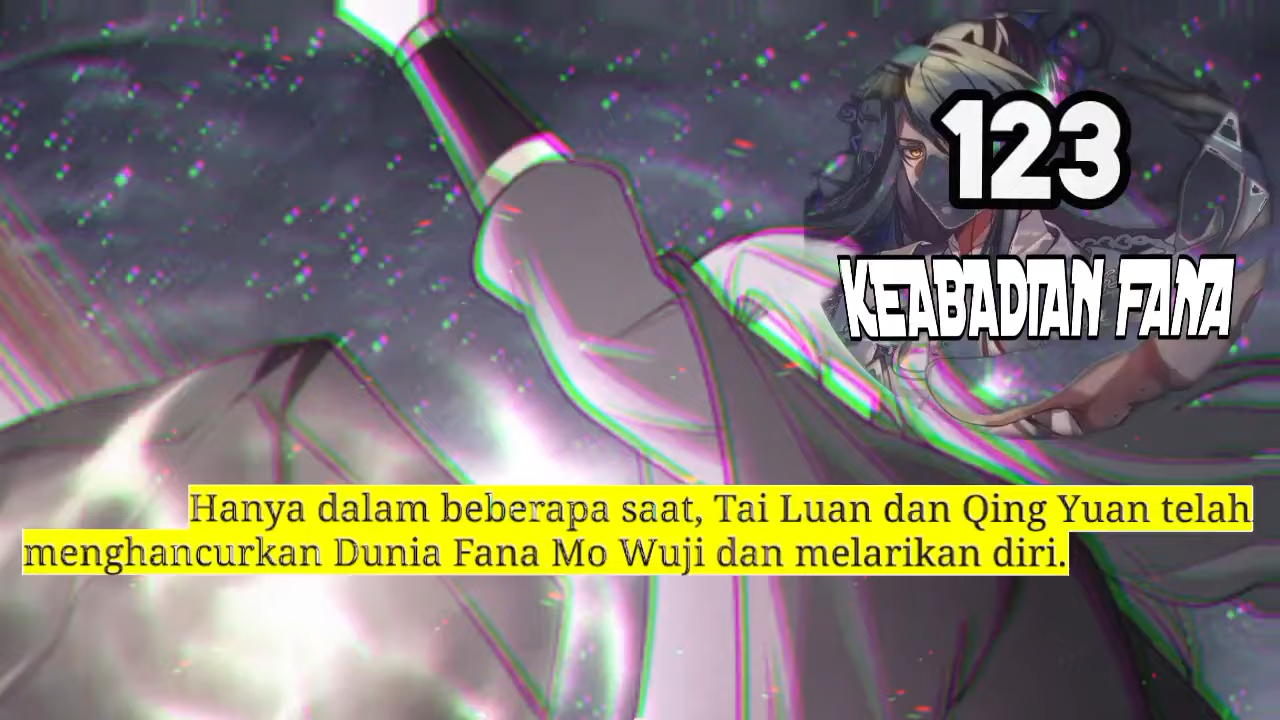 123
KEABADIAN FANA
Hanya dalam beberapa saat, Tai Luan dan Qing Yuan telah
menghancurkan Dunia Fana Mo Wuji dan melarikan diri.